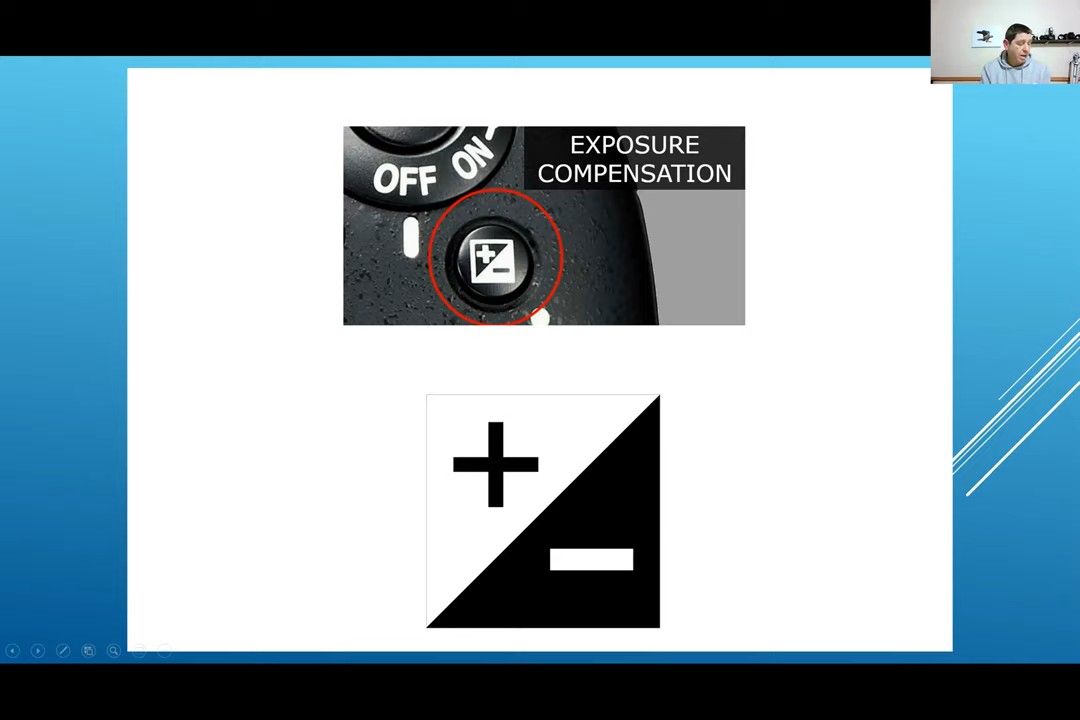 EXPOSURE
COMPENSATION
OFF ON
+ -
+
-